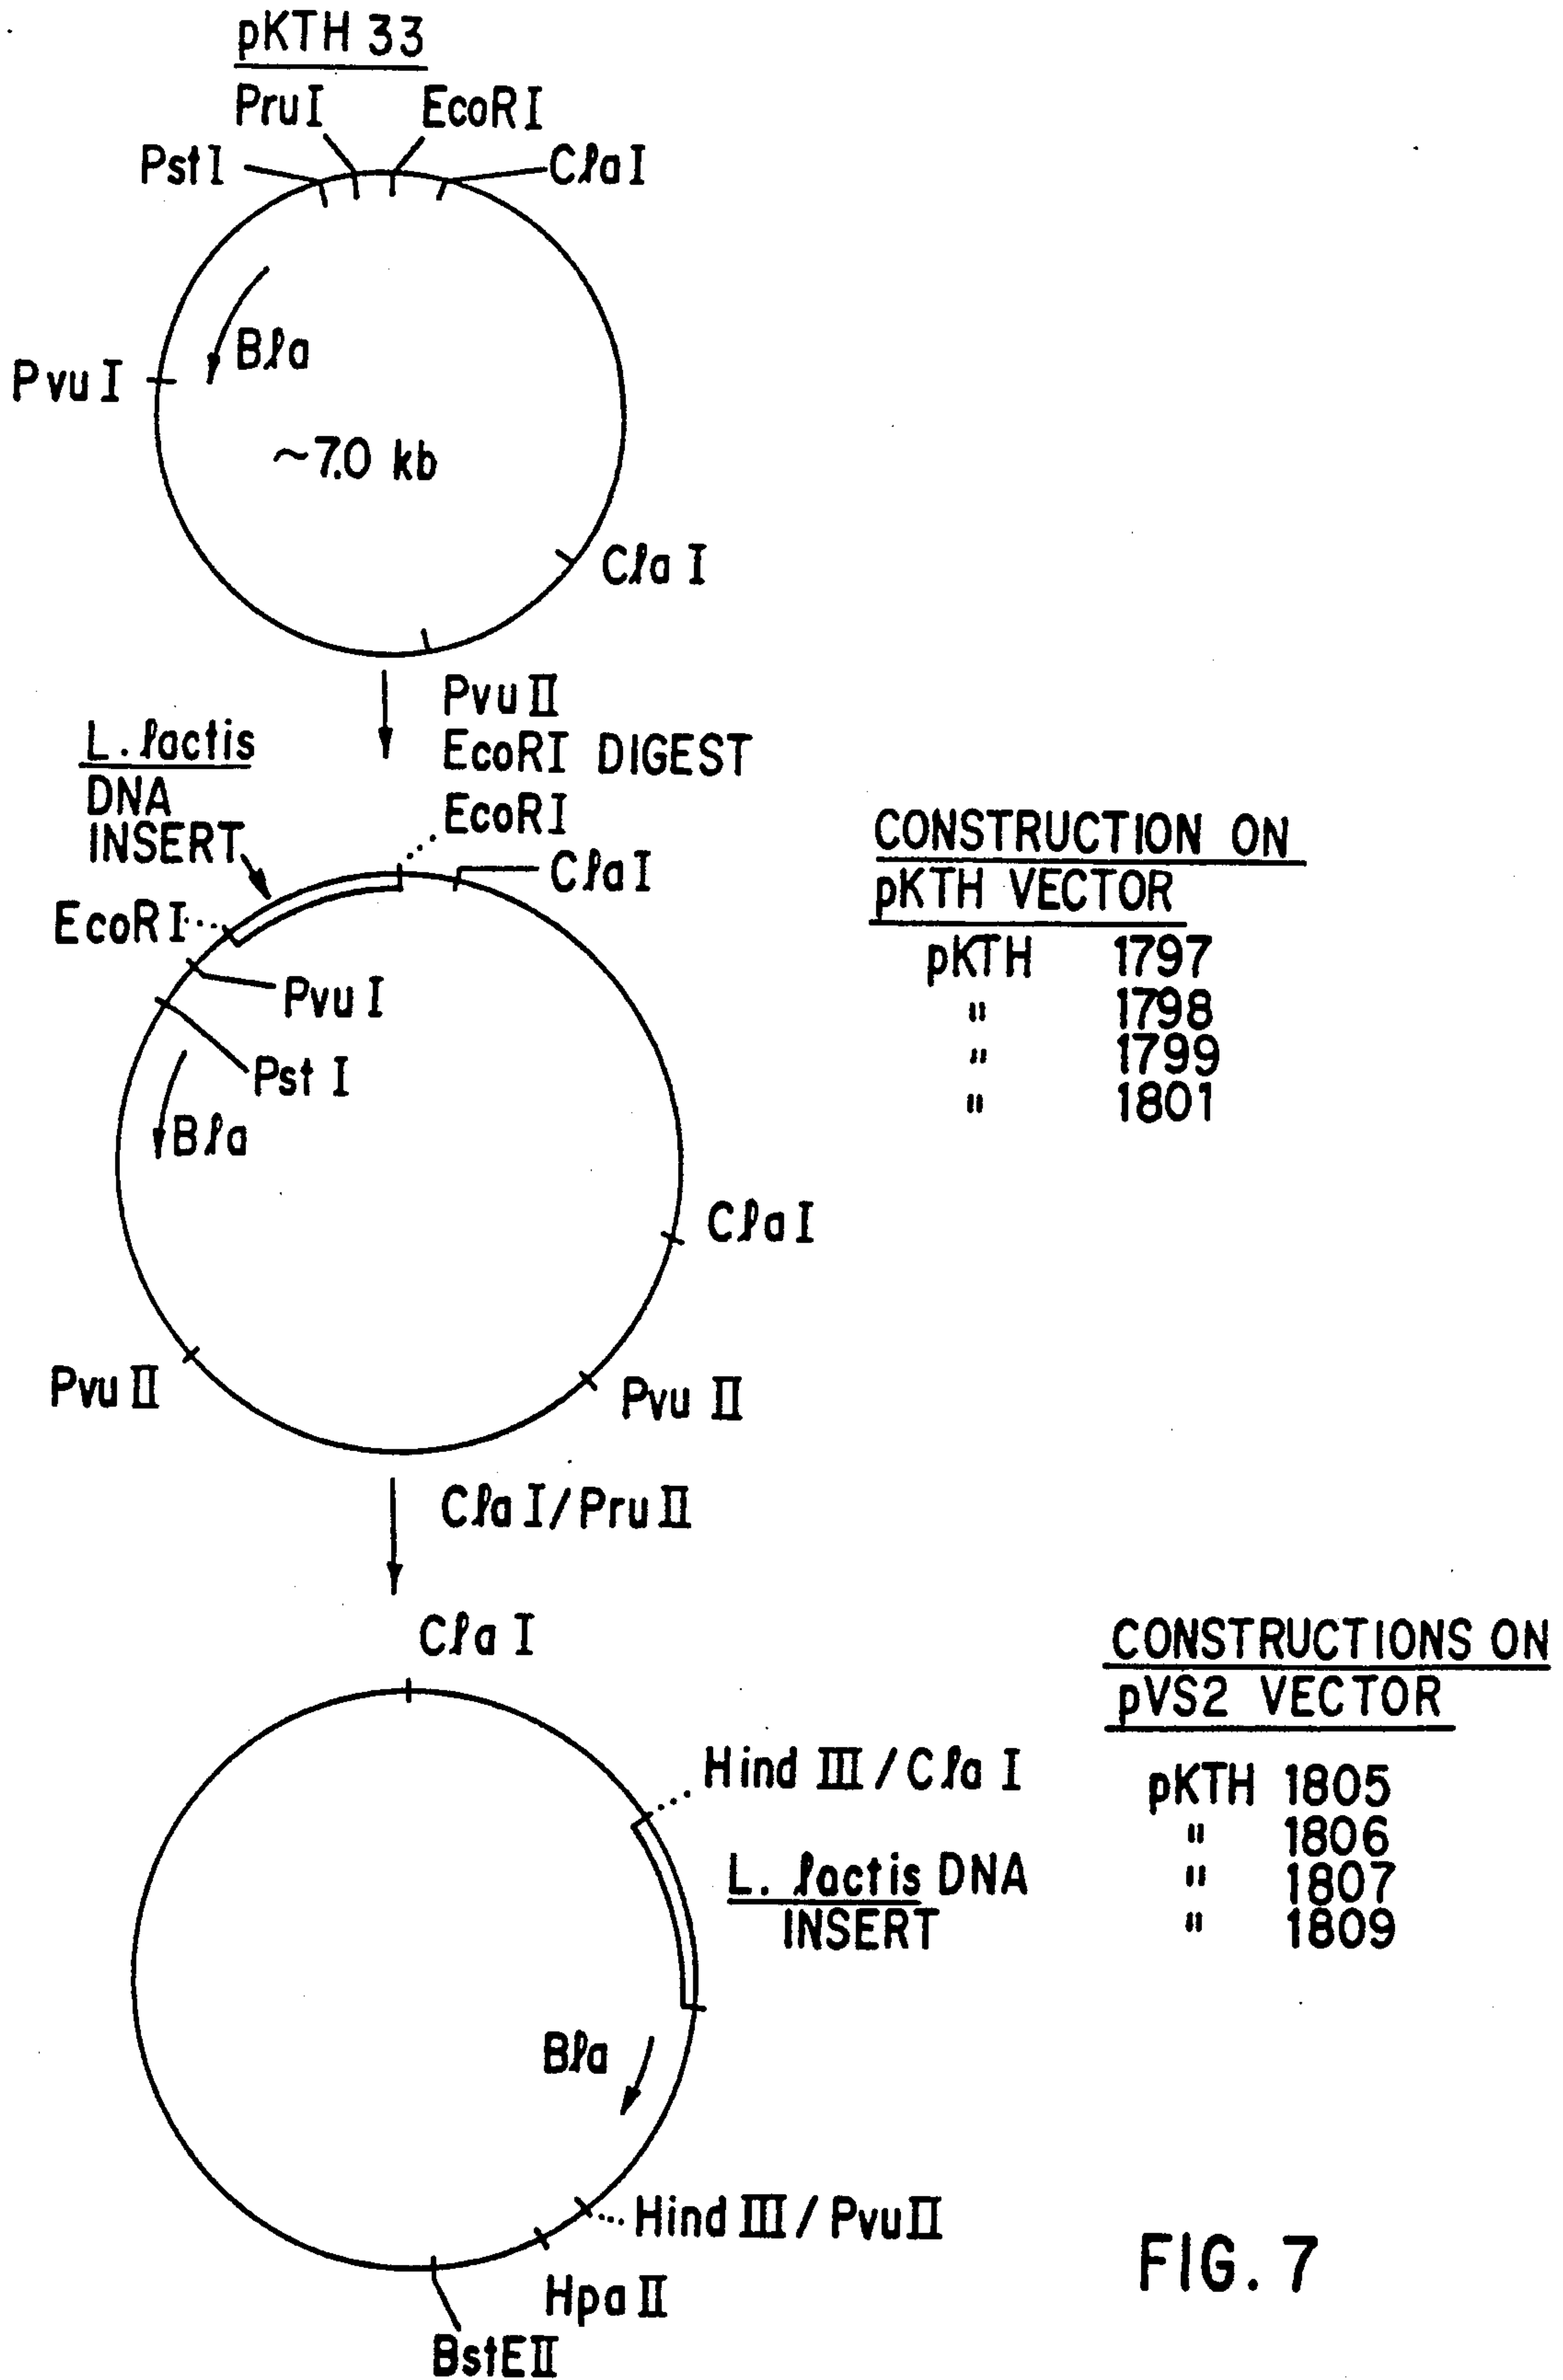 pKTH 33
PruI EcoRI
PstI ClaI
PvuI
Bla
~7.0 kb
ClaI
PvuII
EcoRI DIGEST
L. lactis
DNA
INSERT
EcoRI
ClaI
EcoRI
PvuI
PstI
Bla
ClaI
PvuII
PvuII
CONSTRUCTION ON
pKTH VECTOR
pKTH 1797
" 1798
" 1799
" 1801
ClaI/PruII
ClaI
HindIII/ClaI
L. lactis DNA
INSERT
Bla
HindIII/PvuII
HpaII
BstEII
CONSTRUCTIONS ON
pVS2 VECTOR
pKTH 1805
" 1806
" 1807
" 1809
FIG. 7